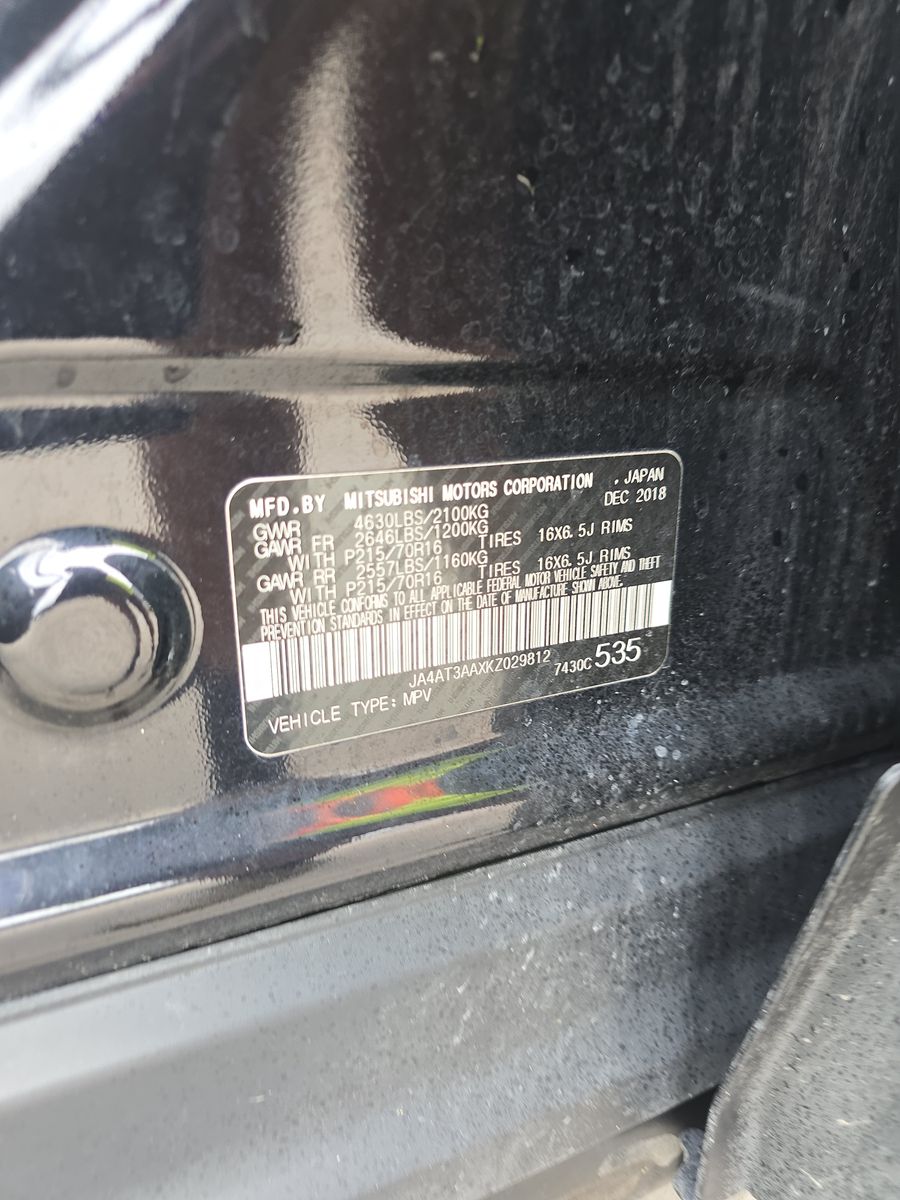 MFD.BY MITSUBISHI MOTORS CORPORATION , JAPAN
DEC 2018
GVWR 4630LBS/2100KG
GAWR FR 2646LBS/1200KG
WITH P215/70R16 TIRES 16X6.5J RIMS
GAWR RR 2557LBS/1160KG
WITH P215/70R16 TIRES 16X6.5J RIMS
THIS VEHICLE CONFORMS TO ALL APPLICABLE FEDERAL MOTOR VEHICLE SAFETY AND THEFT
PREVENTION STANDARDS IN EFFECT ON THE DATE OF MANUFACTURE SHOWN ABOVE.
JA4AT3AAXKZ029812
7430C 535
VEHICLE TYPE: MPV